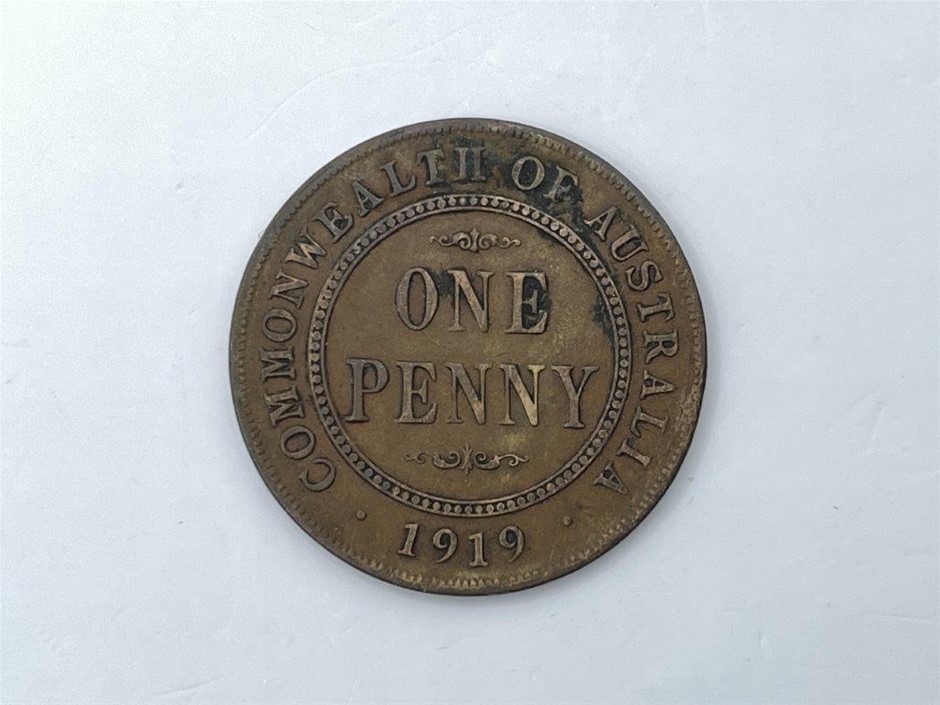 COMMONWEALTH OF AUSTRALIA
ONE
PENNY
1919